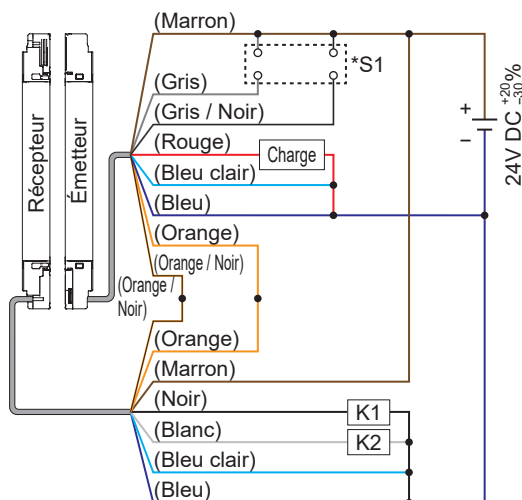 (Marron)
*S1
(Gris)
(Gris / Noir)
(Rouge)
Charge
(Bleu clair)
(Bleu)
(Orange)
(Orange / Noir)
(Orange /
Noir)
(Orange)
(Marron)
(Noir)
K1
(Blanc)
K2
(Bleu clair)
(Bleu)
Récepteur
Émetteur
+
−
24V DC +20 −30 %